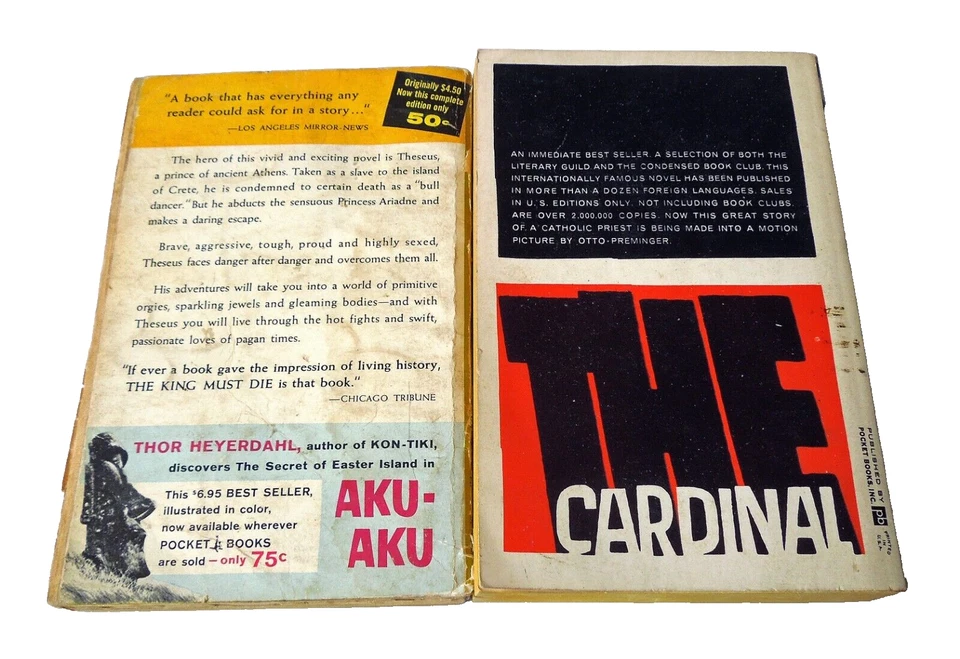 "A book that has everything any
reader could ask for in a story..."
—LOS ANGELES MIRROR-NEWS
Originally $4.50
Now this complete
edition only
50c
The hero of this vivid and exciting novel is Theseus,
a prince of ancient Athens. Taken as a slave to the island
of Crete, he is condemned to certain death as a "bull
dancer." But he abducts the sensuous Princess Ariadne and
makes a daring escape.
Brave, aggressive, tough, proud and highly sexed,
Theseus faces danger after danger and overcomes them all.
His adventures will take you into a world of primitive
orgies, sparkling jewels and gleaming bodies—and with
Theseus you will live through the hot fights and swift,
passionate loves of pagan times.
"If ever a book gave the impression of living history,
THE KING MUST DIE is that book."
—CHICAGO TRIBUNE
THOR HEYERDAHL, author of KON-TIKI,
discovers The Secret of Easter Island in
AKU-
AKU
This $6.95 BEST SELLER,
illustrated in color,
now available wherever
POCKET BOOKS
are sold — only 75c
AN IMMEDIATE BEST SELLER. A SELECTION OF BOTH THE
LITERARY GUILD AND THE CONDENSED BOOK CLUB. THIS
INTERNATIONALLY FAMOUS NOVEL HAS BEEN PUBLISHED
IN MORE THAN A DOZEN FOREIGN LANGUAGES. SALES
IN U.S. EDITIONS ONLY, NOT INCLUDING BOOK CLUBS,
ARE OVER 2,000,000 COPIES. NOW THIS GREAT STORY
OF A CATHOLIC PRIEST IS BEING MADE INTO A MOTION
PICTURE BY OTTO PREMINGER.
THE
CARDINAL
PUBLISHED BY
POCKET BOOKS, INC.
pb
PRINTED
IN